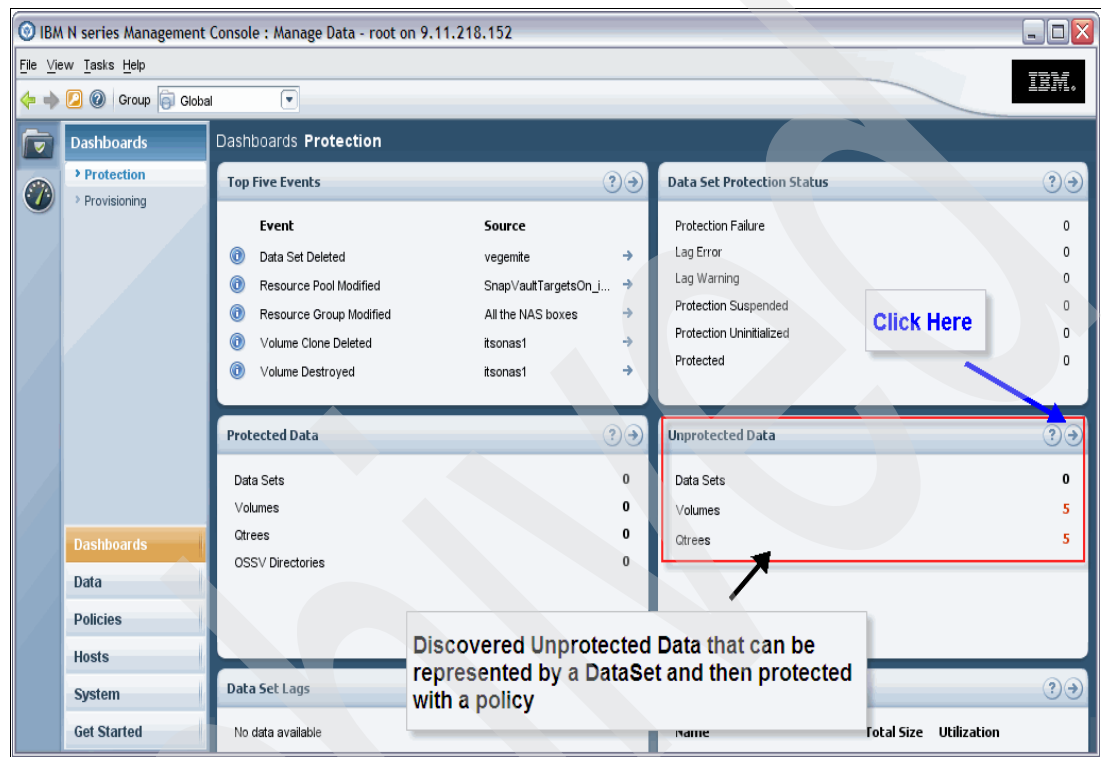 IBM N series Management Console : Manage Data - root on 9.11.218.152
File View Tasks Help
Group Global
IBM.
Dashboards
Protection
Provisioning
Dashboards Protection
Top Five Events
Event Source
Data Set Deleted vegemite
Resource Pool Modified SnapVaultTargetsOn_i...
Resource Group Modified All the NAS boxes
Volume Clone Deleted itsonas1
Volume Destroyed itsonas1
Data Set Protection Status
Protection Failure 0
Lag Error 0
Lag Warning 0
Protection Suspended 0
Protection Uninitialized 0
Protected 0
Click Here
Protected Data
Data Sets 0
Volumes 0
Qtrees 0
OSSV Directories 0
Unprotected Data
Data Sets 0
Volumes 5
Qtrees 5
Discovered Unprotected Data that can be
represented by a DataSet and then protected
with a policy
Dashboards
Data
Policies
Hosts
System
Get Started
Data Set Lags
No data available
Name Total Size Utilization